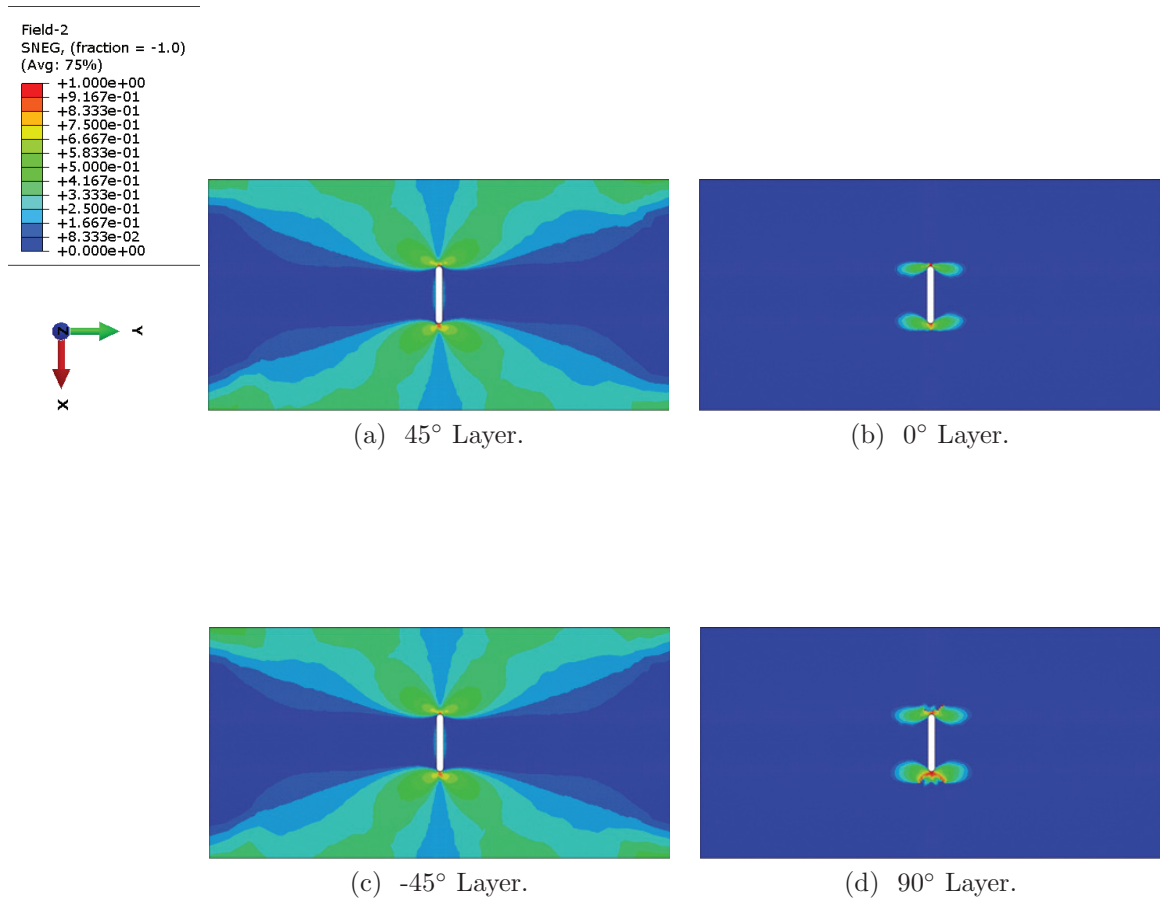 Field-2
SNEG, (fraction = -1.0)
(Avg: 75%)
+1.000e+00
+9.167e-01
+8.333e-01
+7.500e-01
+6.667e-01
+5.833e-01
+5.000e-01
+4.167e-01
+3.333e-01
+2.500e-01
+1.667e-01
+8.333e-02
+0.000e+00
Z
Y
X
(a) 45° Layer.
(b) 0° Layer.
(c) -45° Layer.
(d) 90° Layer.